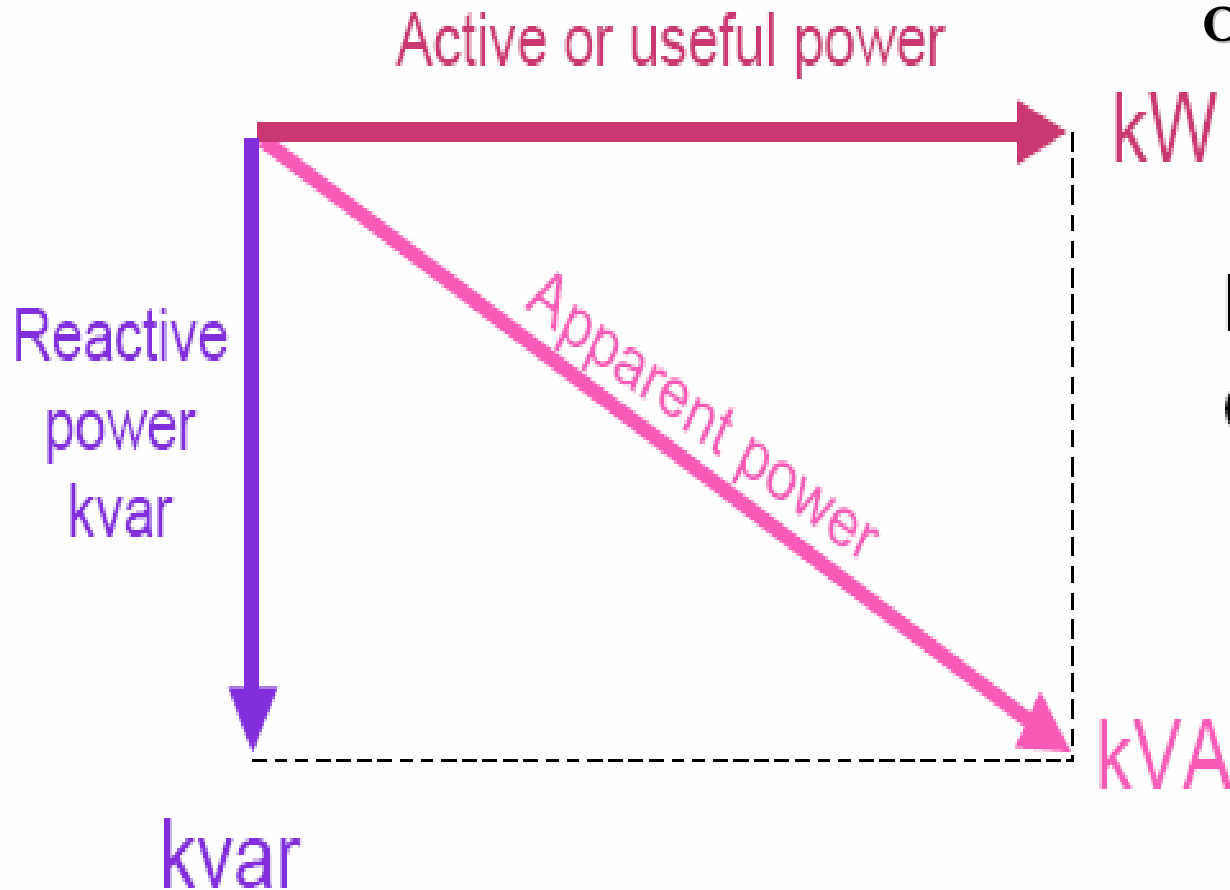 Active or useful power
kW
Reactive
power
kvar
Apparent power
kVA
kvar